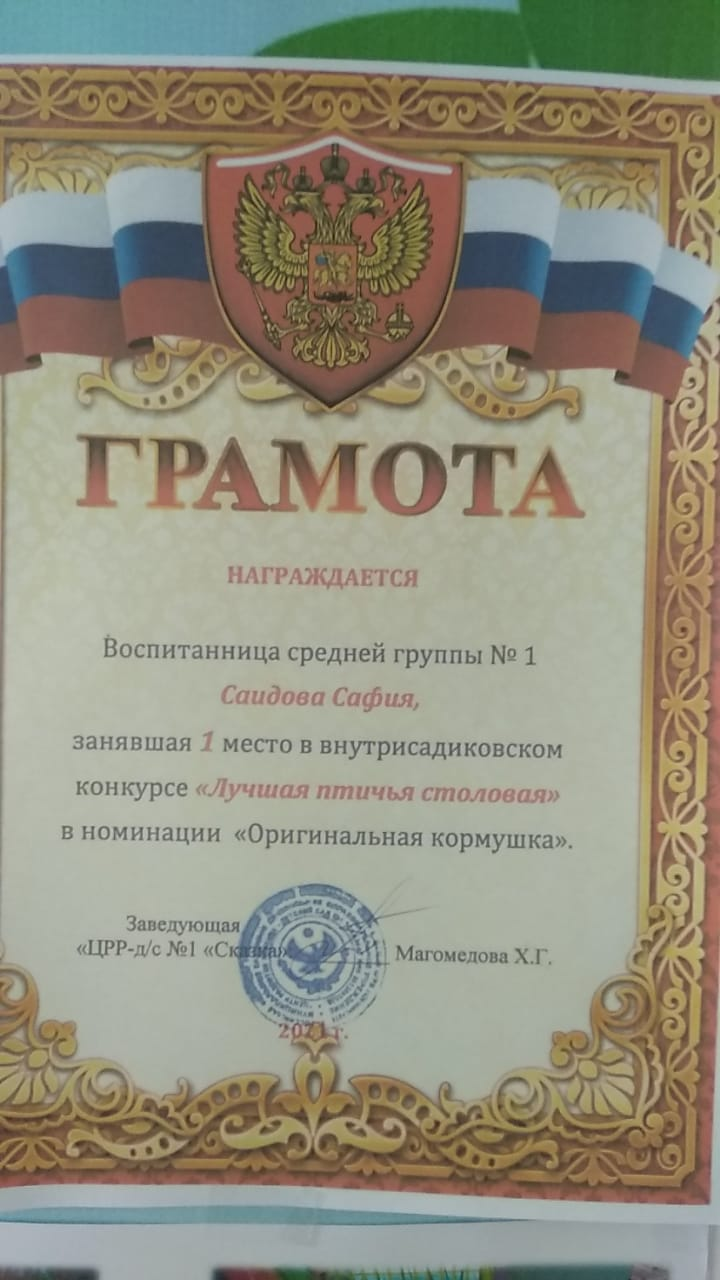 ГРАМОТА
НАГРАЖДАЕТСЯ
Воспитанница средней группы № 1
Саидова Сафия,
занявшая 1 место в внутрисадиковском
конкурсе «Лучшая птичья столовая»
в номинации «Оригинальная кормушка».
Заведующая
«ЦРР-д/с №1 «Сказка» Магомедова Х.Г.
2021 г.